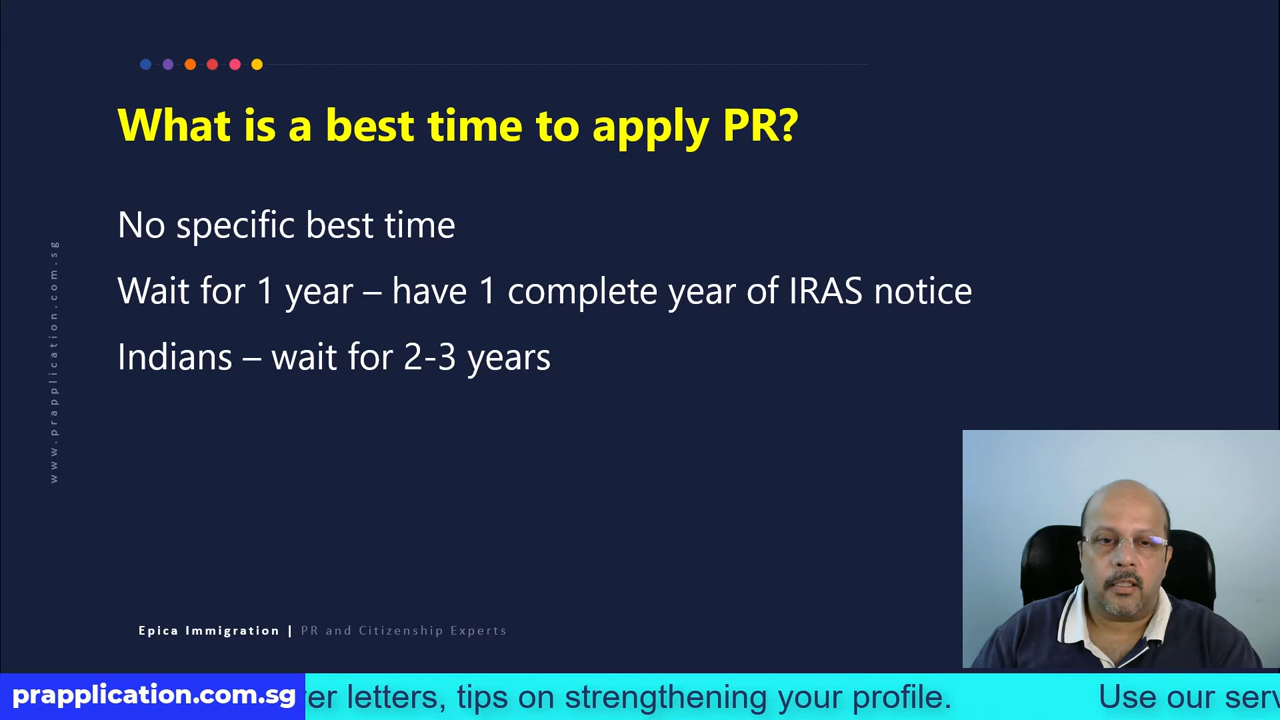 What is a best time to apply PR?
No specific best time
Wait for 1 year – have 1 complete year of IRAS notice
Indians – wait for 2-3 years
www.prapplication.com.sg
Epica Immigration | PR and Citizenship Experts
prapplication.com.sg
letters, tips on strengthening your profile. Use our